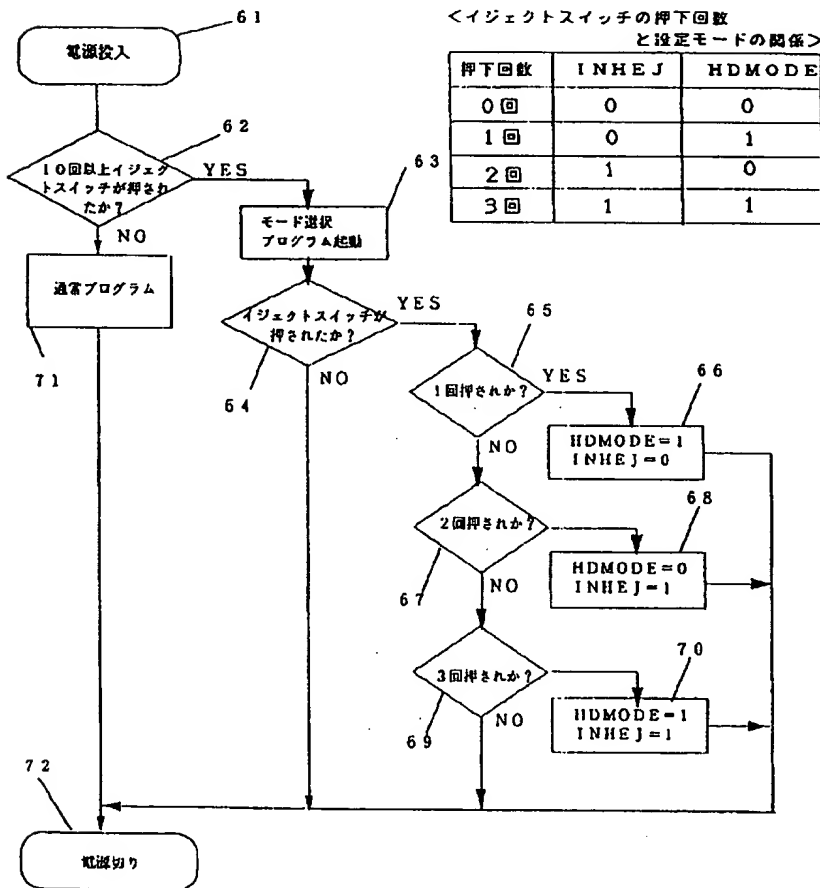 61
電源投入
62
10回以上イジェク
トスイッチが押され
たか?
YES
NO
63
モード選択
プログラム起動
通常プログラム
71
イジェクトスイッチが
押されたか?
YES
NO
64
65
1回押されか?
YES
NO
66
HDMODE=1
INHEJ=0
2回押されか?
NO
67
68
HDMODE=0
INHEJ=1
3回押されか?
NO
69
70
HDMODE=1
INHEJ=1
72
電源切り
<イジェクトスイッチの押下回数
と設定モードの関係>
押下回数 INHEJ HDMODE
0回 0 0
1回 0 1
2回 1 0
3回 1 1